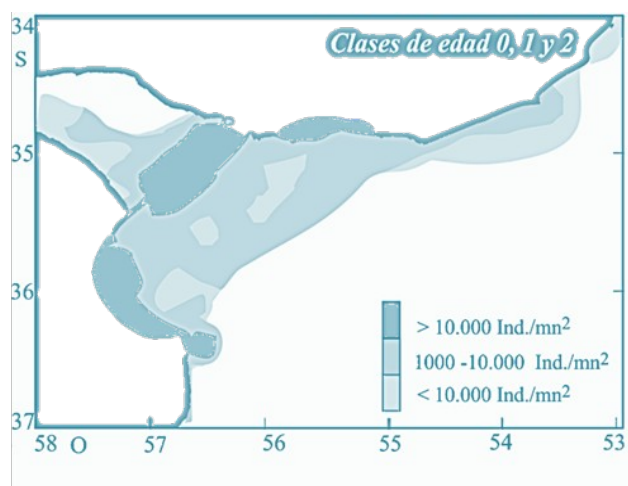 34
S
Clases de edad 0, 1 y 2
35
36
> 10.000 Ind./mn²
1000 -10.000 Ind./mn²
< 10.000 Ind./mn²
37
58 O 57 56 55 54 53